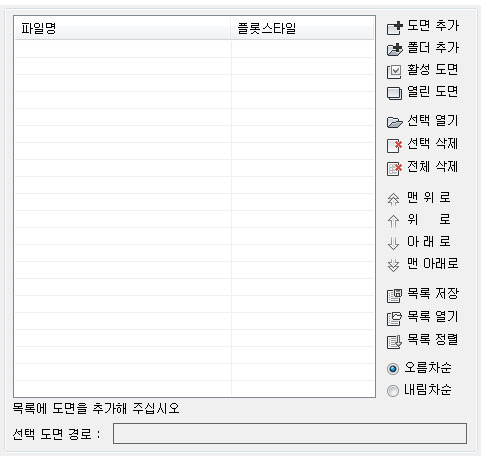 파일명 플롯스타일
도면 추가
폴더 추가
활성 도면
열린 도면
선택 열기
선택 삭제
전체 삭제
맨 위 로
위 로
아 래 로
맨 아래로
목록 저장
목록 열기
목록 정렬
오름차순
내림차순
목록에 도면을 추가해 주십시오
선택 도면 경로 :